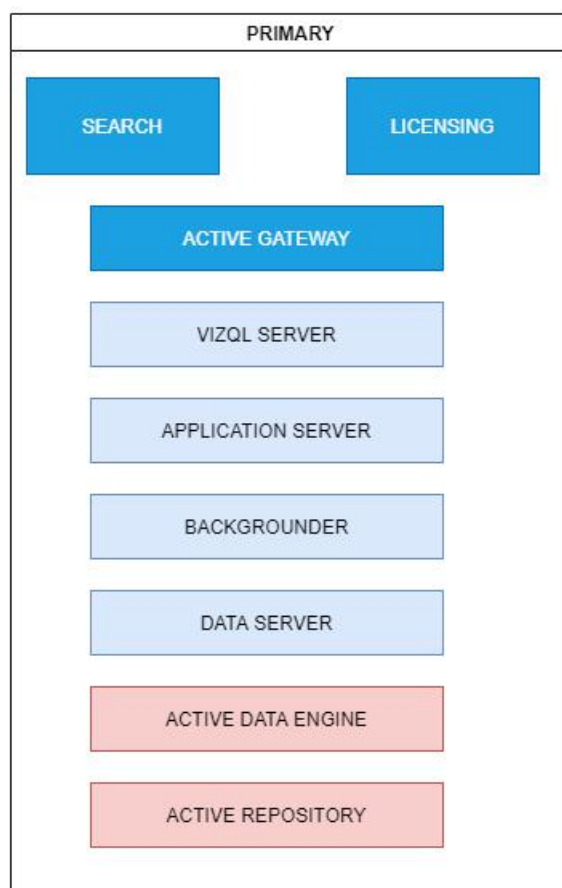 PRIMARY
SEARCH
LICENSING
ACTIVE GATEWAY
VIZQL SERVER
APPLICATION SERVER
BACKGROUNDER
DATA SERVER
ACTIVE DATA ENGINE
ACTIVE REPOSITORY